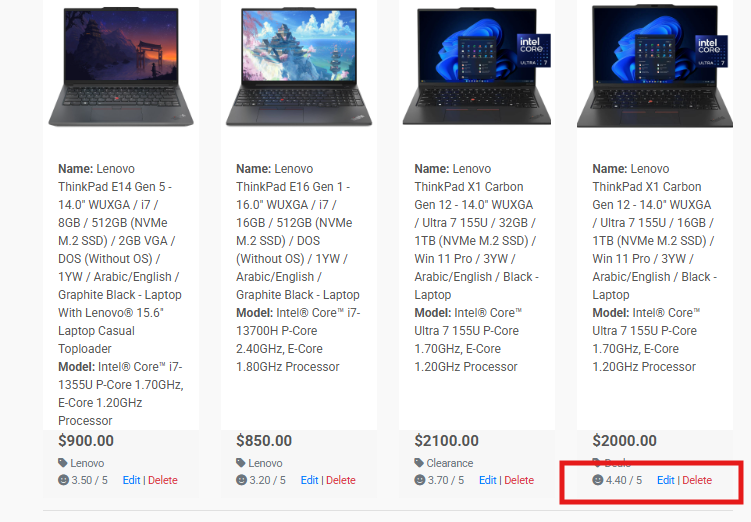 intel
CORE
ULTRA 7
intel
CORE
ULTRA 7
Name: Lenovo
ThinkPad E14 Gen 5 -
14.0" WUXGA / i7 /
8GB / 512GB (NVMe
M.2 SSD) / 2GB VGA /
DOS (Without OS) /
1YW / Arabic/English /
Graphite Black - Laptop
With Lenovo® 15.6"
Laptop Casual
Toploader
Model: Intel® Core™ i7-
1355U P-Core 1.70GHz,
E-Core 1.20GHz
Processor
$900.00
Lenovo
3.50 / 5 Edit | Delete
Name: Lenovo
ThinkPad E16 Gen 1 -
16.0" WUXGA / i7 /
16GB / 512GB (NVMe
M.2 SSD) / DOS
(Without OS) / 1YW /
Arabic/English /
Graphite Black - Laptop
Model: Intel® Core™ i7-
13700H P-Core
2.40GHz, E-Core
1.80GHz Processor
$850.00
Lenovo
3.20 / 5 Edit | Delete
Name: Lenovo
ThinkPad X1 Carbon
Gen 12 - 14.0" WUXGA
/ Ultra 7 155U / 32GB /
1TB (NVMe M.2 SSD) /
Win 11 Pro / 3YW /
Arabic/English / Black -
Laptop
Model: Intel® Core™
Ultra 7 155U P-Core
1.70GHz, E-Core
1.20GHz Processor
$2100.00
Clearance
3.70 / 5 Edit | Delete
Name: Lenovo
ThinkPad X1 Carbon
Gen 12 - 14.0" WUXGA
/ Ultra 7 155U / 16GB /
1TB (NVMe M.2 SSD) /
Win 11 Pro / 3YW /
Arabic/English / Black -
Laptop
Model: Intel® Core™
Ultra 7 155U P-Core
1.70GHz, E-Core
1.20GHz Processor
$2000.00
Deals
4.40 / 5 Edit | Delete